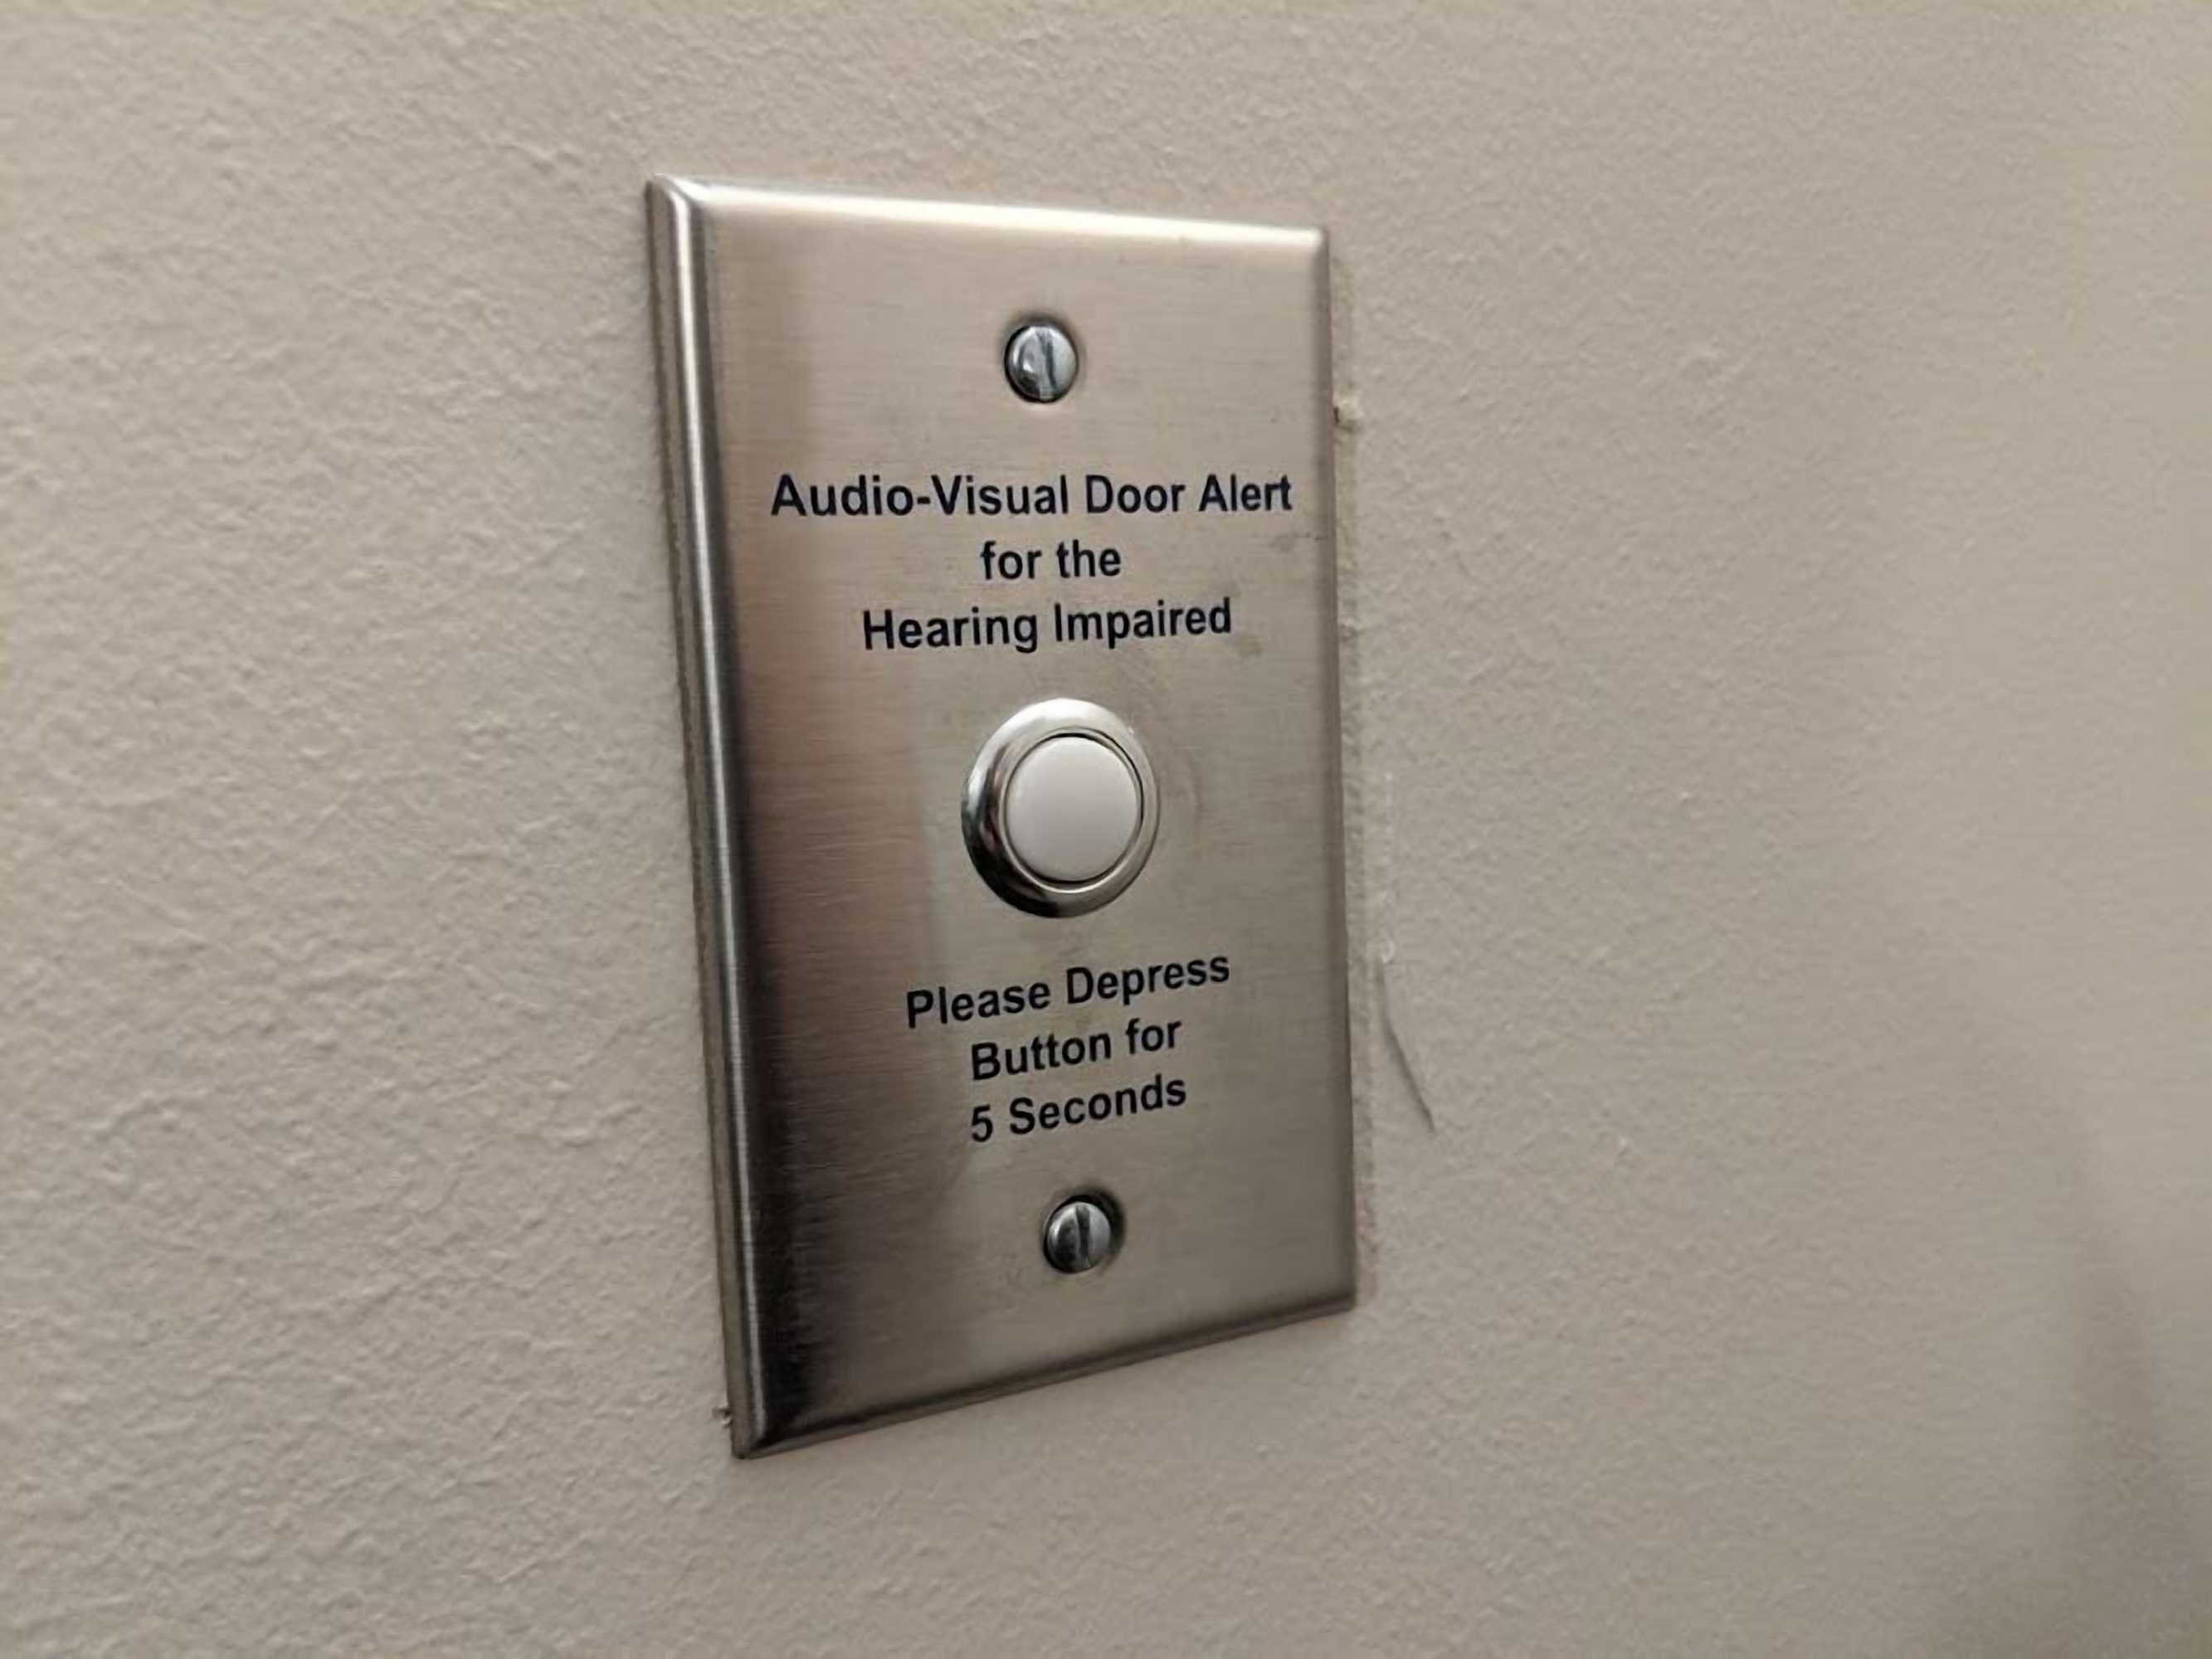 Audio-Visual Door Alert
for the
Hearing Impaired
Please Depress
Button for
5 Seconds